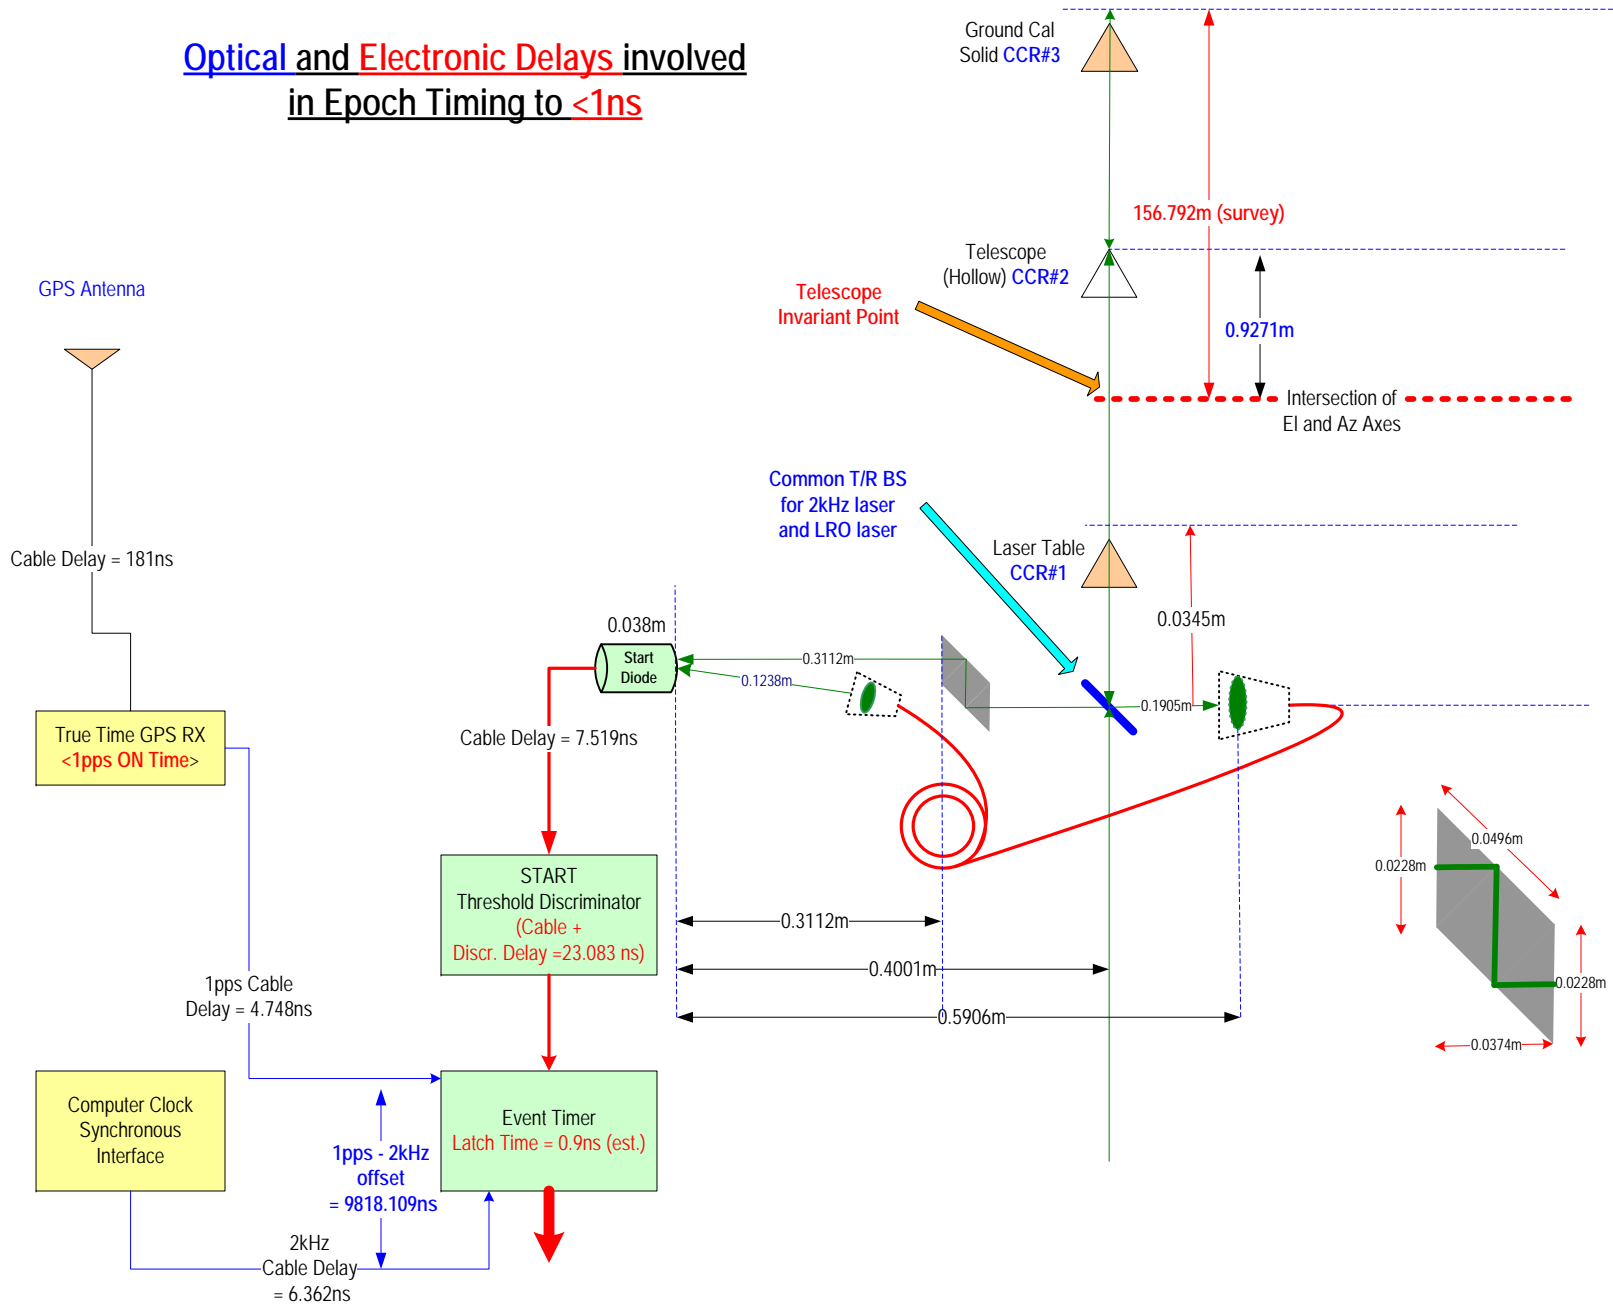 Optical and Electronic Delays involved
in Epoch Timing to <1ns
Ground Cal
Solid CCR#3
156.792m (survey)
Telescope
(Hollow) CCR#2
0.9271m
Telescope
Invariant Point
Intersection of
El and Az Axes
GPS Antenna
Cable Delay = 181ns
Common T/R BS
for 2kHz laser
and LRO laser
Laser Table
CCR#1
0.0345m
0.038m
Start
Diode
0.3112m
0.1238m
0.1905m
True Time GPS RX
<1pps ON Time>
Cable Delay = 7.519ns
0.0496m
0.0228m
0.0228m
0.0374m
START
Threshold Discriminator
(Cable +
Discr. Delay =23.083 ns)
0.3112m
0.4001m
0.5906m
1pps Cable
Delay = 4.748ns
Computer Clock
Synchronous
Interface
Event Timer
Latch Time = 0.9ns (est.)
1pps - 2kHz
offset
= 9818.109ns
2kHz
Cable Delay
= 6.362ns